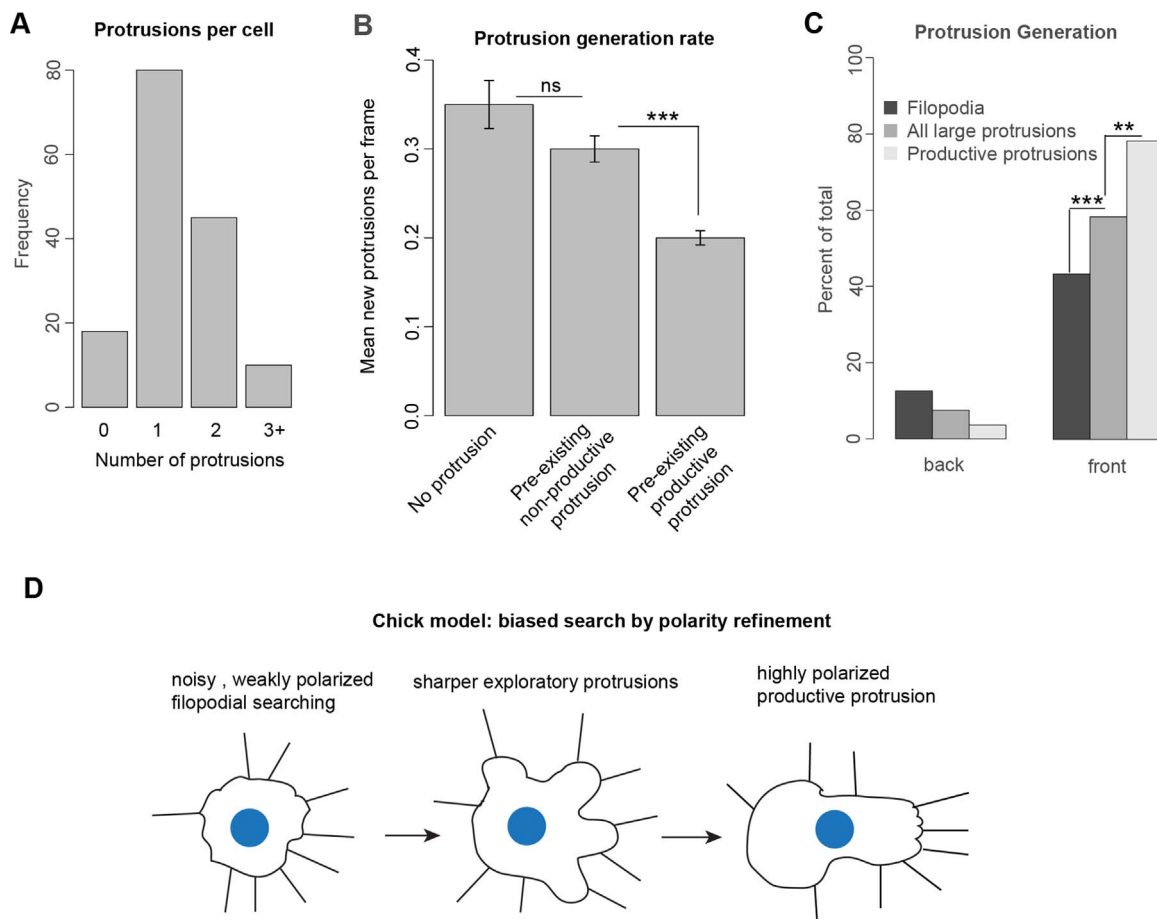 A
Protrusions per cell
Frequency
0
20
40
60
80
0 1 2 3+
Number of protrusions
B
Protrusion generation rate
Mean new protrusions per frame
0.0
0.1
0.2
0.3
0.4
ns
***
No protrusion
Pre-existing
non-productive
protrusion
Pre-existing
productive
protrusion
C
Protrusion Generation
Percent of total
0
20
40
60
80
100
Filopodia
All large protrusions
Productive protrusions
***
**
back
front
D
Chick model: biased search by polarity refinement
noisy , weakly polarized
filopodial searching
sharper exploratory protrusions
highly polarized
productive protrusion